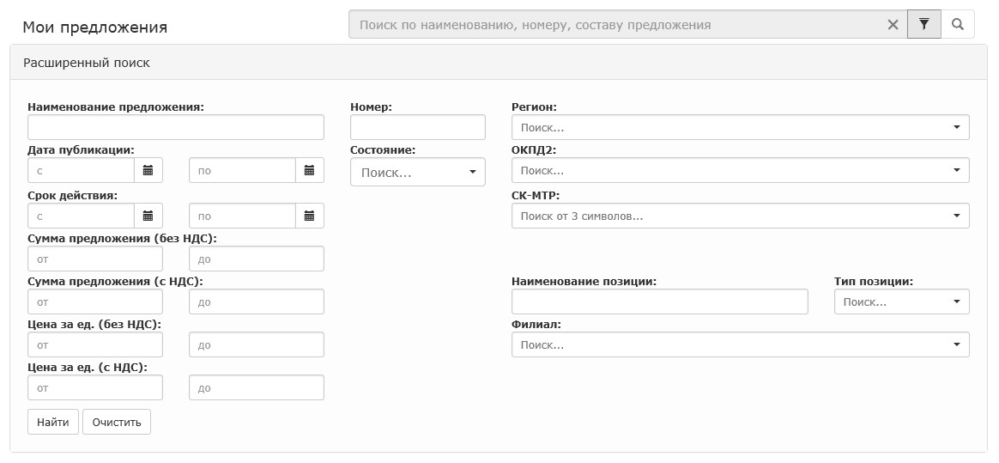 Мои предложения
Поиск по наименованию, номеру, составу предложения
Расширенный поиск
Наименование предложения:
Номер:
Регион:
Поиск...
Дата публикации:
с
по
Состояние:
Поиск...
ОКПД2:
Поиск...
Срок действия:
с
по
СК-МТР:
Поиск от 3 символов...
Сумма предложения (без НДС):
от
до
Сумма предложения (с НДС):
от
до
Наименование позиции:
Тип позиции:
Поиск...
Цена за ед. (без НДС):
от
до
Филиал:
Поиск...
Цена за ед. (с НДС):
от
до
Найти
Очистить